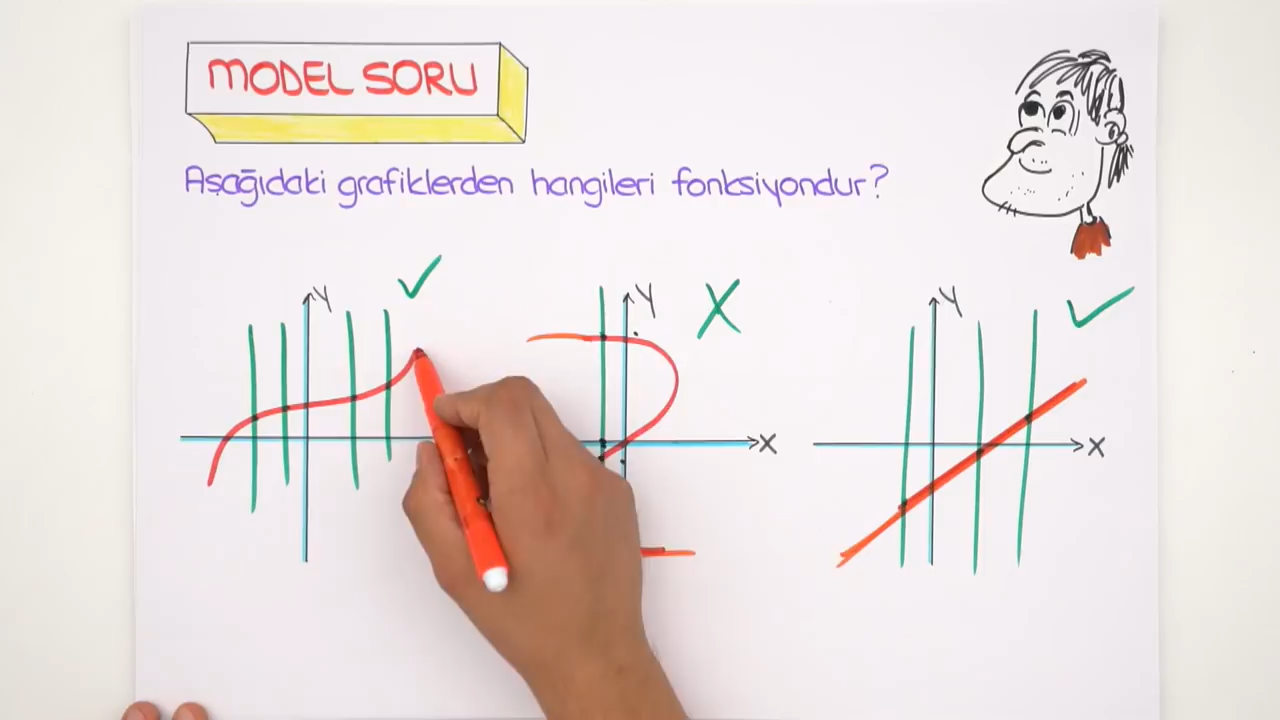 MODEL SORU
Aşağıdaki grafiklerden hangileri fonksiyondur?
Y
Y
X
Y
X